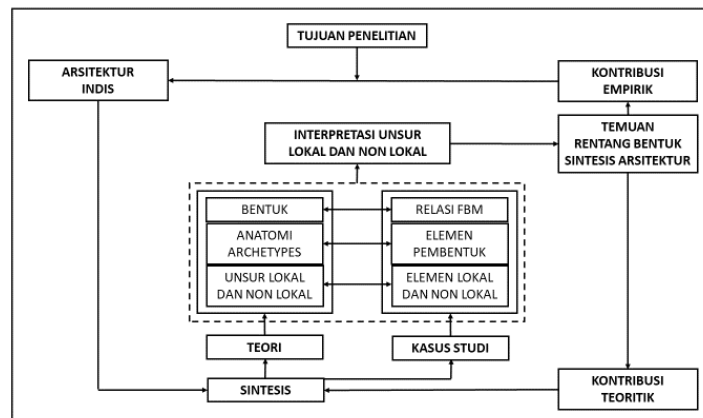 TUJUAN PENELITIAN
ARSITEKTUR
INDIS
KONTRIBUSI
EMPIRIK
INTERPRETASI UNSUR
LOKAL DAN NON LOKAL
TEMUAN
RENTANG BENTUK
SINTESIS ARSITEKTUR
BENTUK
RELASI FBM
ANATOMI
ARCHETYPES
ELEMEN
PEMBENTUK
UNSUR LOKAL
DAN NON LOKAL
ELEMEN LOKAL
DAN NON LOKAL
TEORI
KASUS STUDI
SINTESIS
KONTRIBUSI
TEORITIK